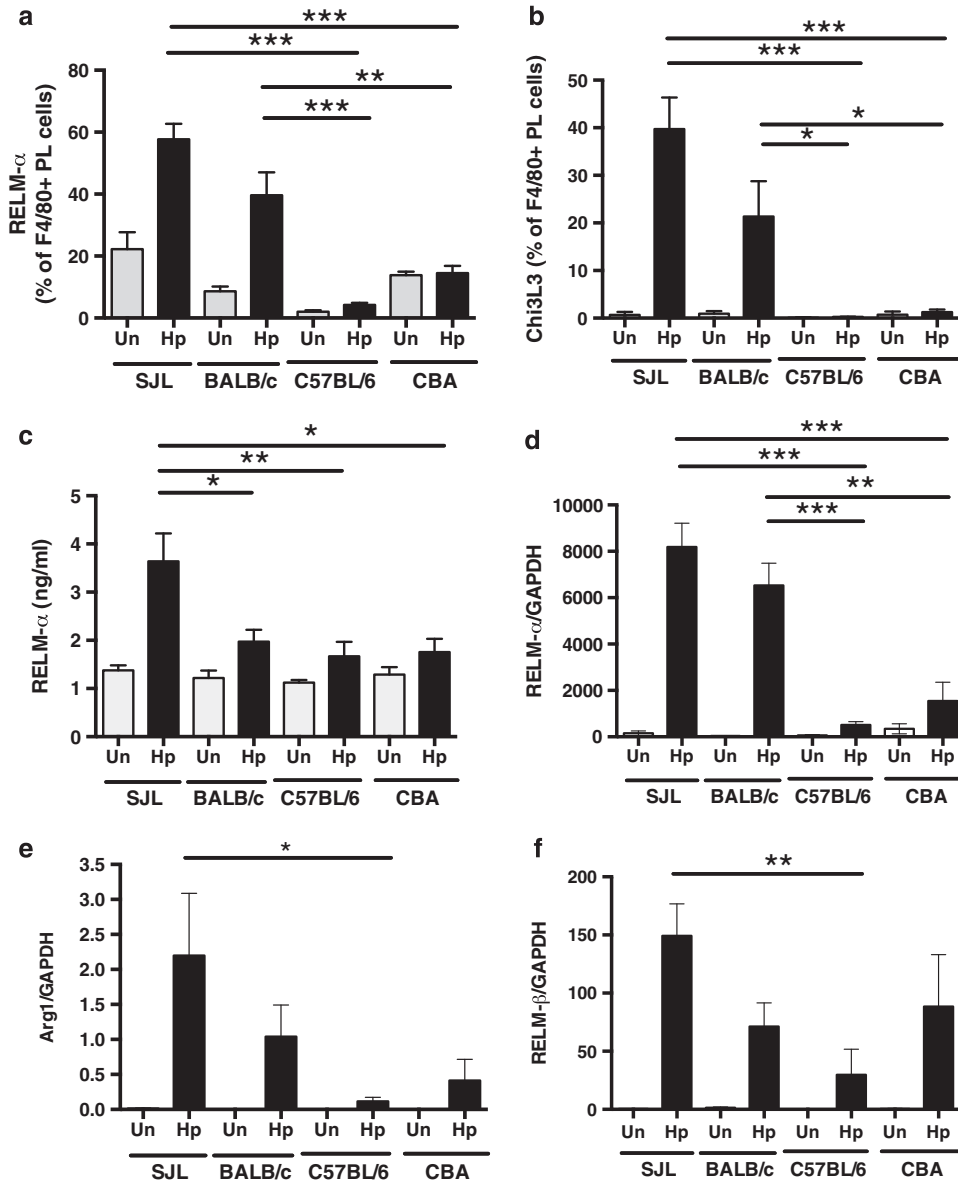 a
***
***
**
***
RELM-α
(% of F4/80+ PL cells)
80
60
40
20
0
Un Hp Un Hp Un Hp Un Hp
SJL BALB/c C57BL/6 CBA
b
***
***
*
*
Chi3L3 (% of F4/80+ PL cells)
50
40
30
20
10
0
Un Hp Un Hp Un Hp Un Hp
SJL BALB/c C57BL/6 CBA
c
*
**
*
RELM-α (ng/ml)
5
4
3
2
1
0
Un Hp Un Hp Un Hp Un Hp
SJL BALB/c C57BL/6 CBA
d
***
***
**
***
RELM-α/GAPDH
10000
8000
6000
4000
2000
0
Un Hp Un Hp Un Hp Un Hp
SJL BALB/c C57BL/6 CBA
e
*
Arg1/GAPDH
3.5
3.0
2.5
2.0
1.5
1.0
0.5
0.0
Un Hp Un Hp Un Hp Un Hp
SJL BALB/c C57BL/6 CBA
f
**
RELM-β/GAPDH
200
150
100
50
0
Un Hp Un Hp Un Hp Un Hp
SJL BALB/c C57BL/6 CBA